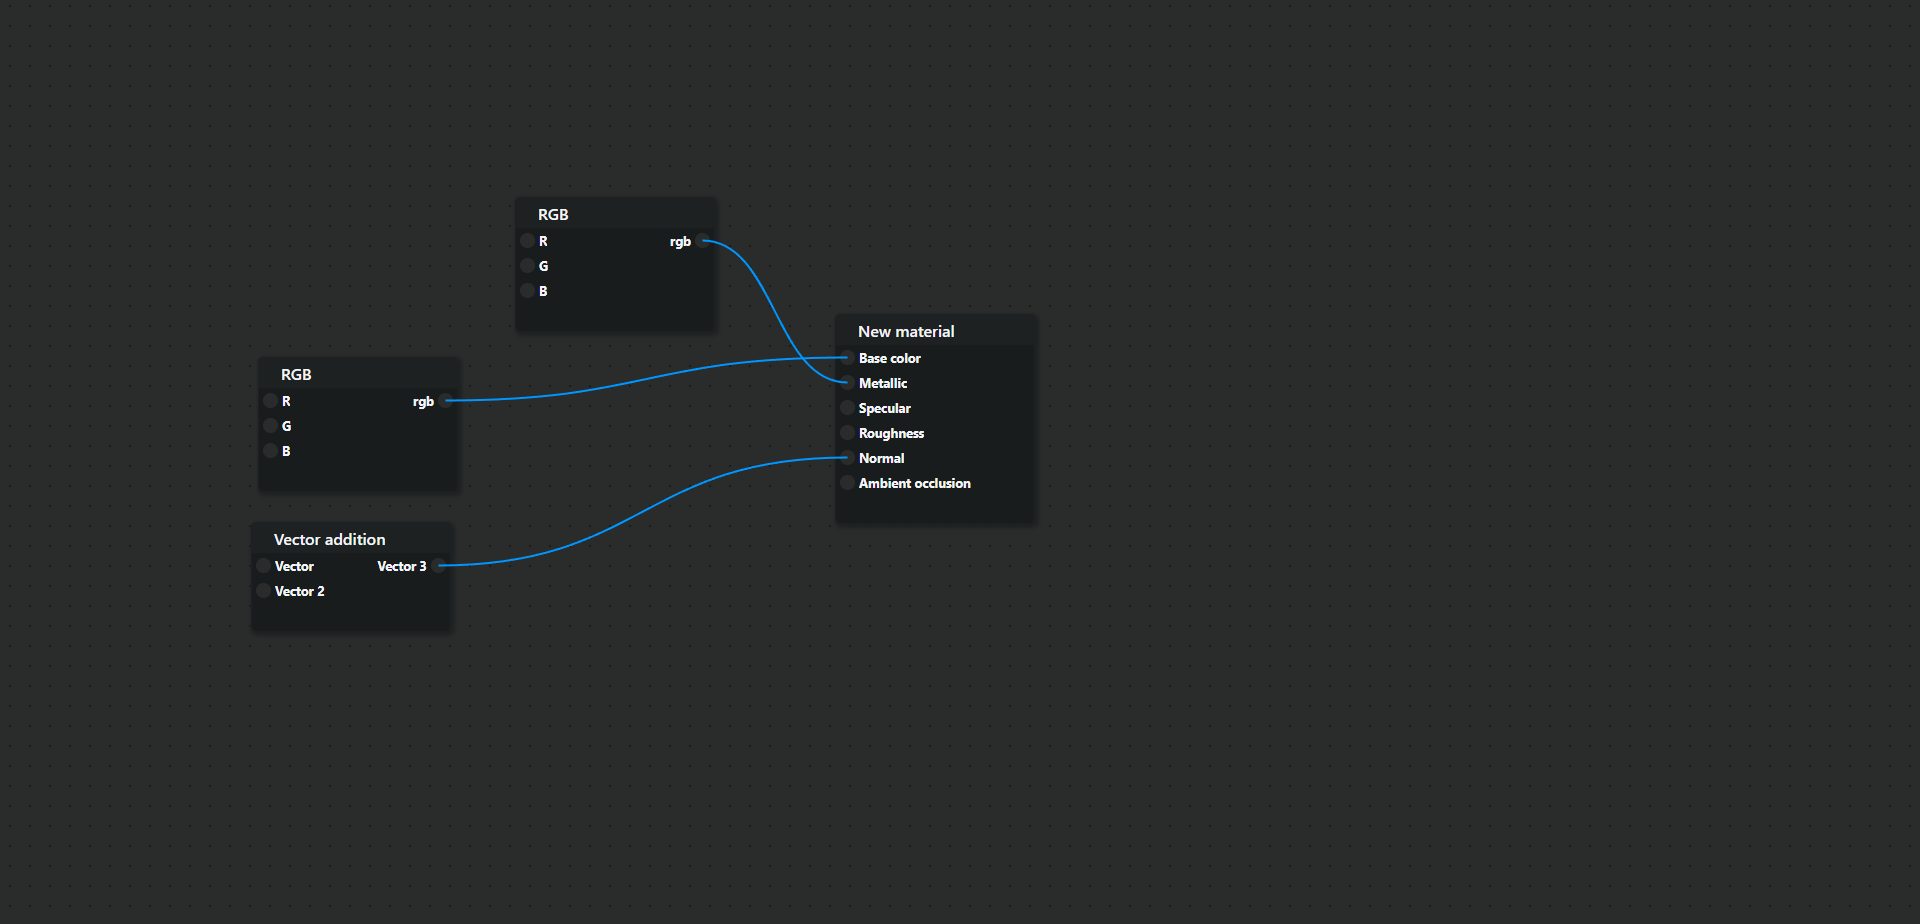 RGB
R rgb
G
B
RGB
R rgb
G
B
Vector addition
Vector Vector 3
Vector 2
New material
Base color
Metallic
Specular
Roughness
Normal
Ambient occlusion